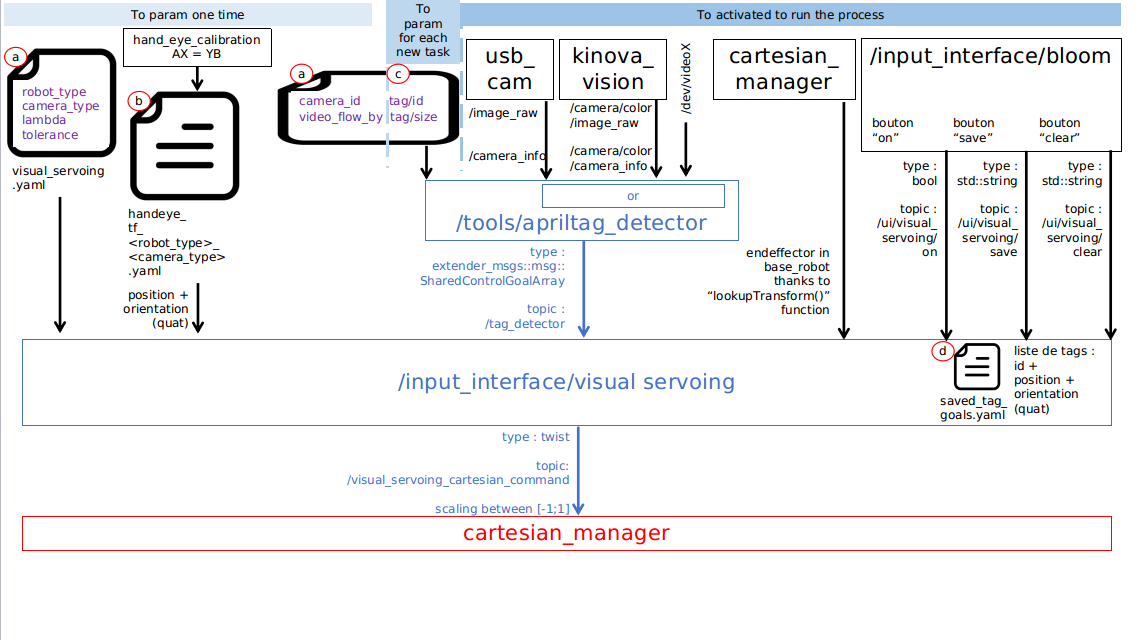 To param one time
To
param
for each
new task
To activated to run the process
hand_eye_calibration
AX = YB
a
robot_type
camera_type
lambda
tolerance
visual_servoing
.yaml
b
handeye_
tf_
<robot_type>_
<camera_type>
.yaml
position +
orientation
(quat)
a
camera_id
video_flow_by
c
tag/id
tag/size
usb_
cam
/image_raw
/camera_info
kinova_
vision
/camera/color
/image_raw
/camera/color
/camera_info
/dev/videoX
cartesian_
manager
/input_interface/bloom
bouton
“on”
bouton
“save”
bouton
“clear”
type :
bool
topic :
/ui/visual_
servoing/
on
type :
std::string
topic :
/ui/visual_
servoing/
save
type :
std::string
topic :
/ui/visual_
servoing/
clear
or
/tools/apriltag_detector
type :
extender_msgs::msg::
SharedControlGoalArray
topic :
/tag_detector
endeffector in
base_robot
thanks to
“lookupTransform()”
function
/input_interface/visual servoing
d
saved_tag_
goals.yaml
liste de tags :
id +
position +
orientation
(quat)
type : twist
topic:
/visual_servoing_cartesian_command
scaling between [-1;1]
cartesian_manager